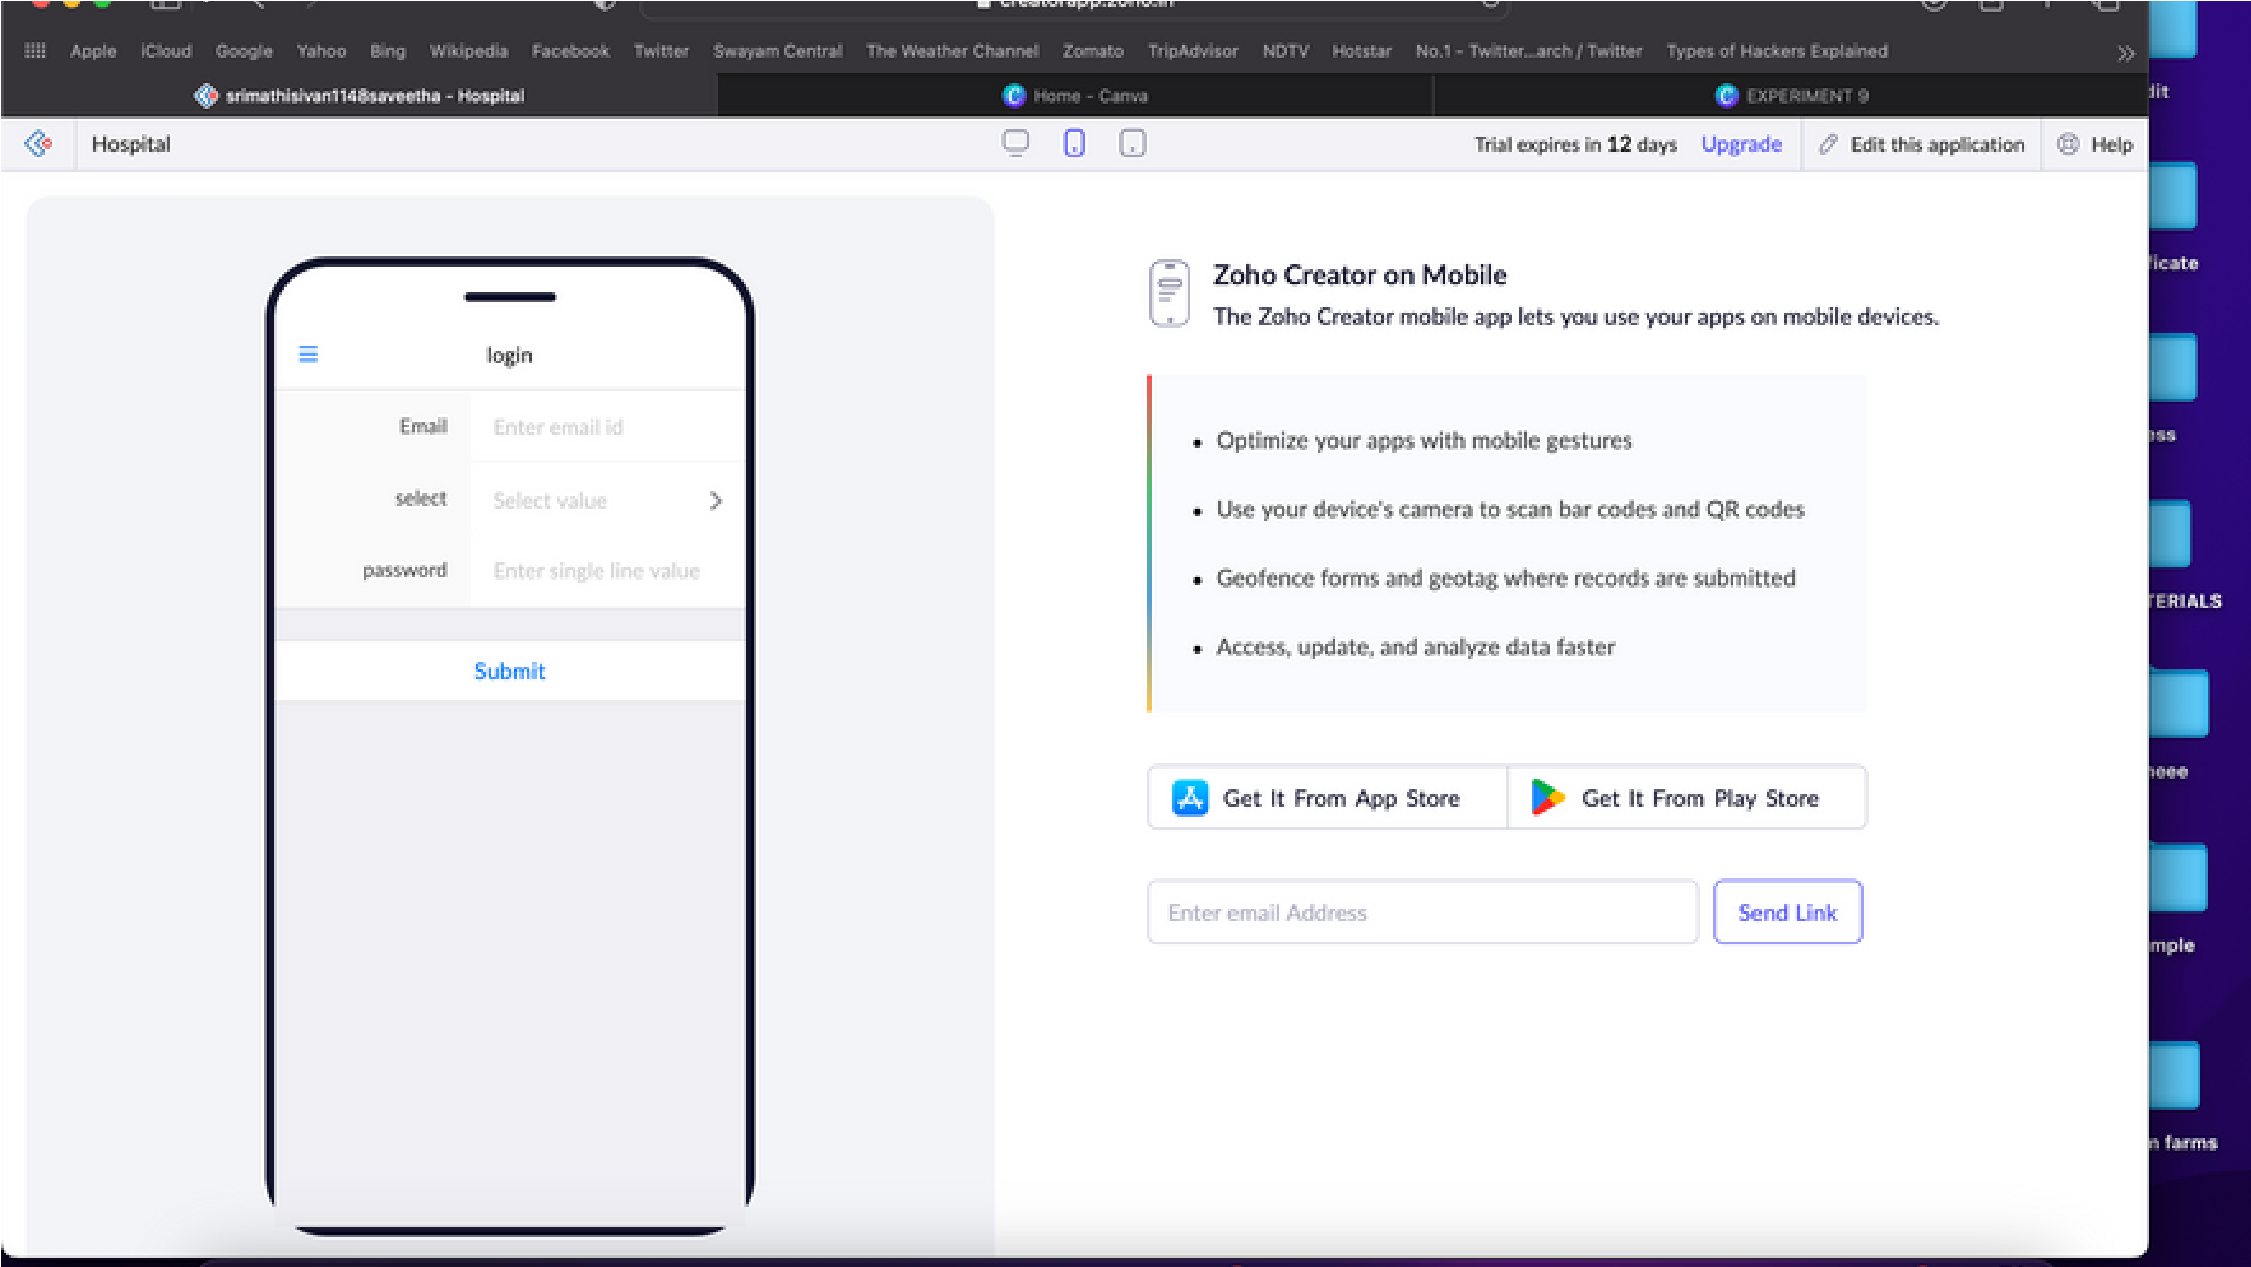 creatorapp.zoho.in
Apple iCloud Google Yahoo Bing Wikipedia Facebook Twitter Swayam Central The Weather Channel Zomato TripAdvisor NDTV Hotstar No.1 - Twitter...arch / Twitter Types of Hackers Explained
srimathisivan1148saveetha - Hospital Home - Canva EXPERIMENT 9
Hospital Trial expires in 12 days Upgrade Edit this application Help
login
Email Enter email id
select Select value
password Enter single line value
Submit
Zoho Creator on Mobile
The Zoho Creator mobile app lets you use your apps on mobile devices.
• Optimize your apps with mobile gestures
• Use your device's camera to scan bar codes and QR codes
• Geofence forms and geotag where records are submitted
• Access, update, and analyze data faster
Get It From App Store Get It From Play Store
Enter email Address Send Link
ficate
TERIALS
mple
n farms